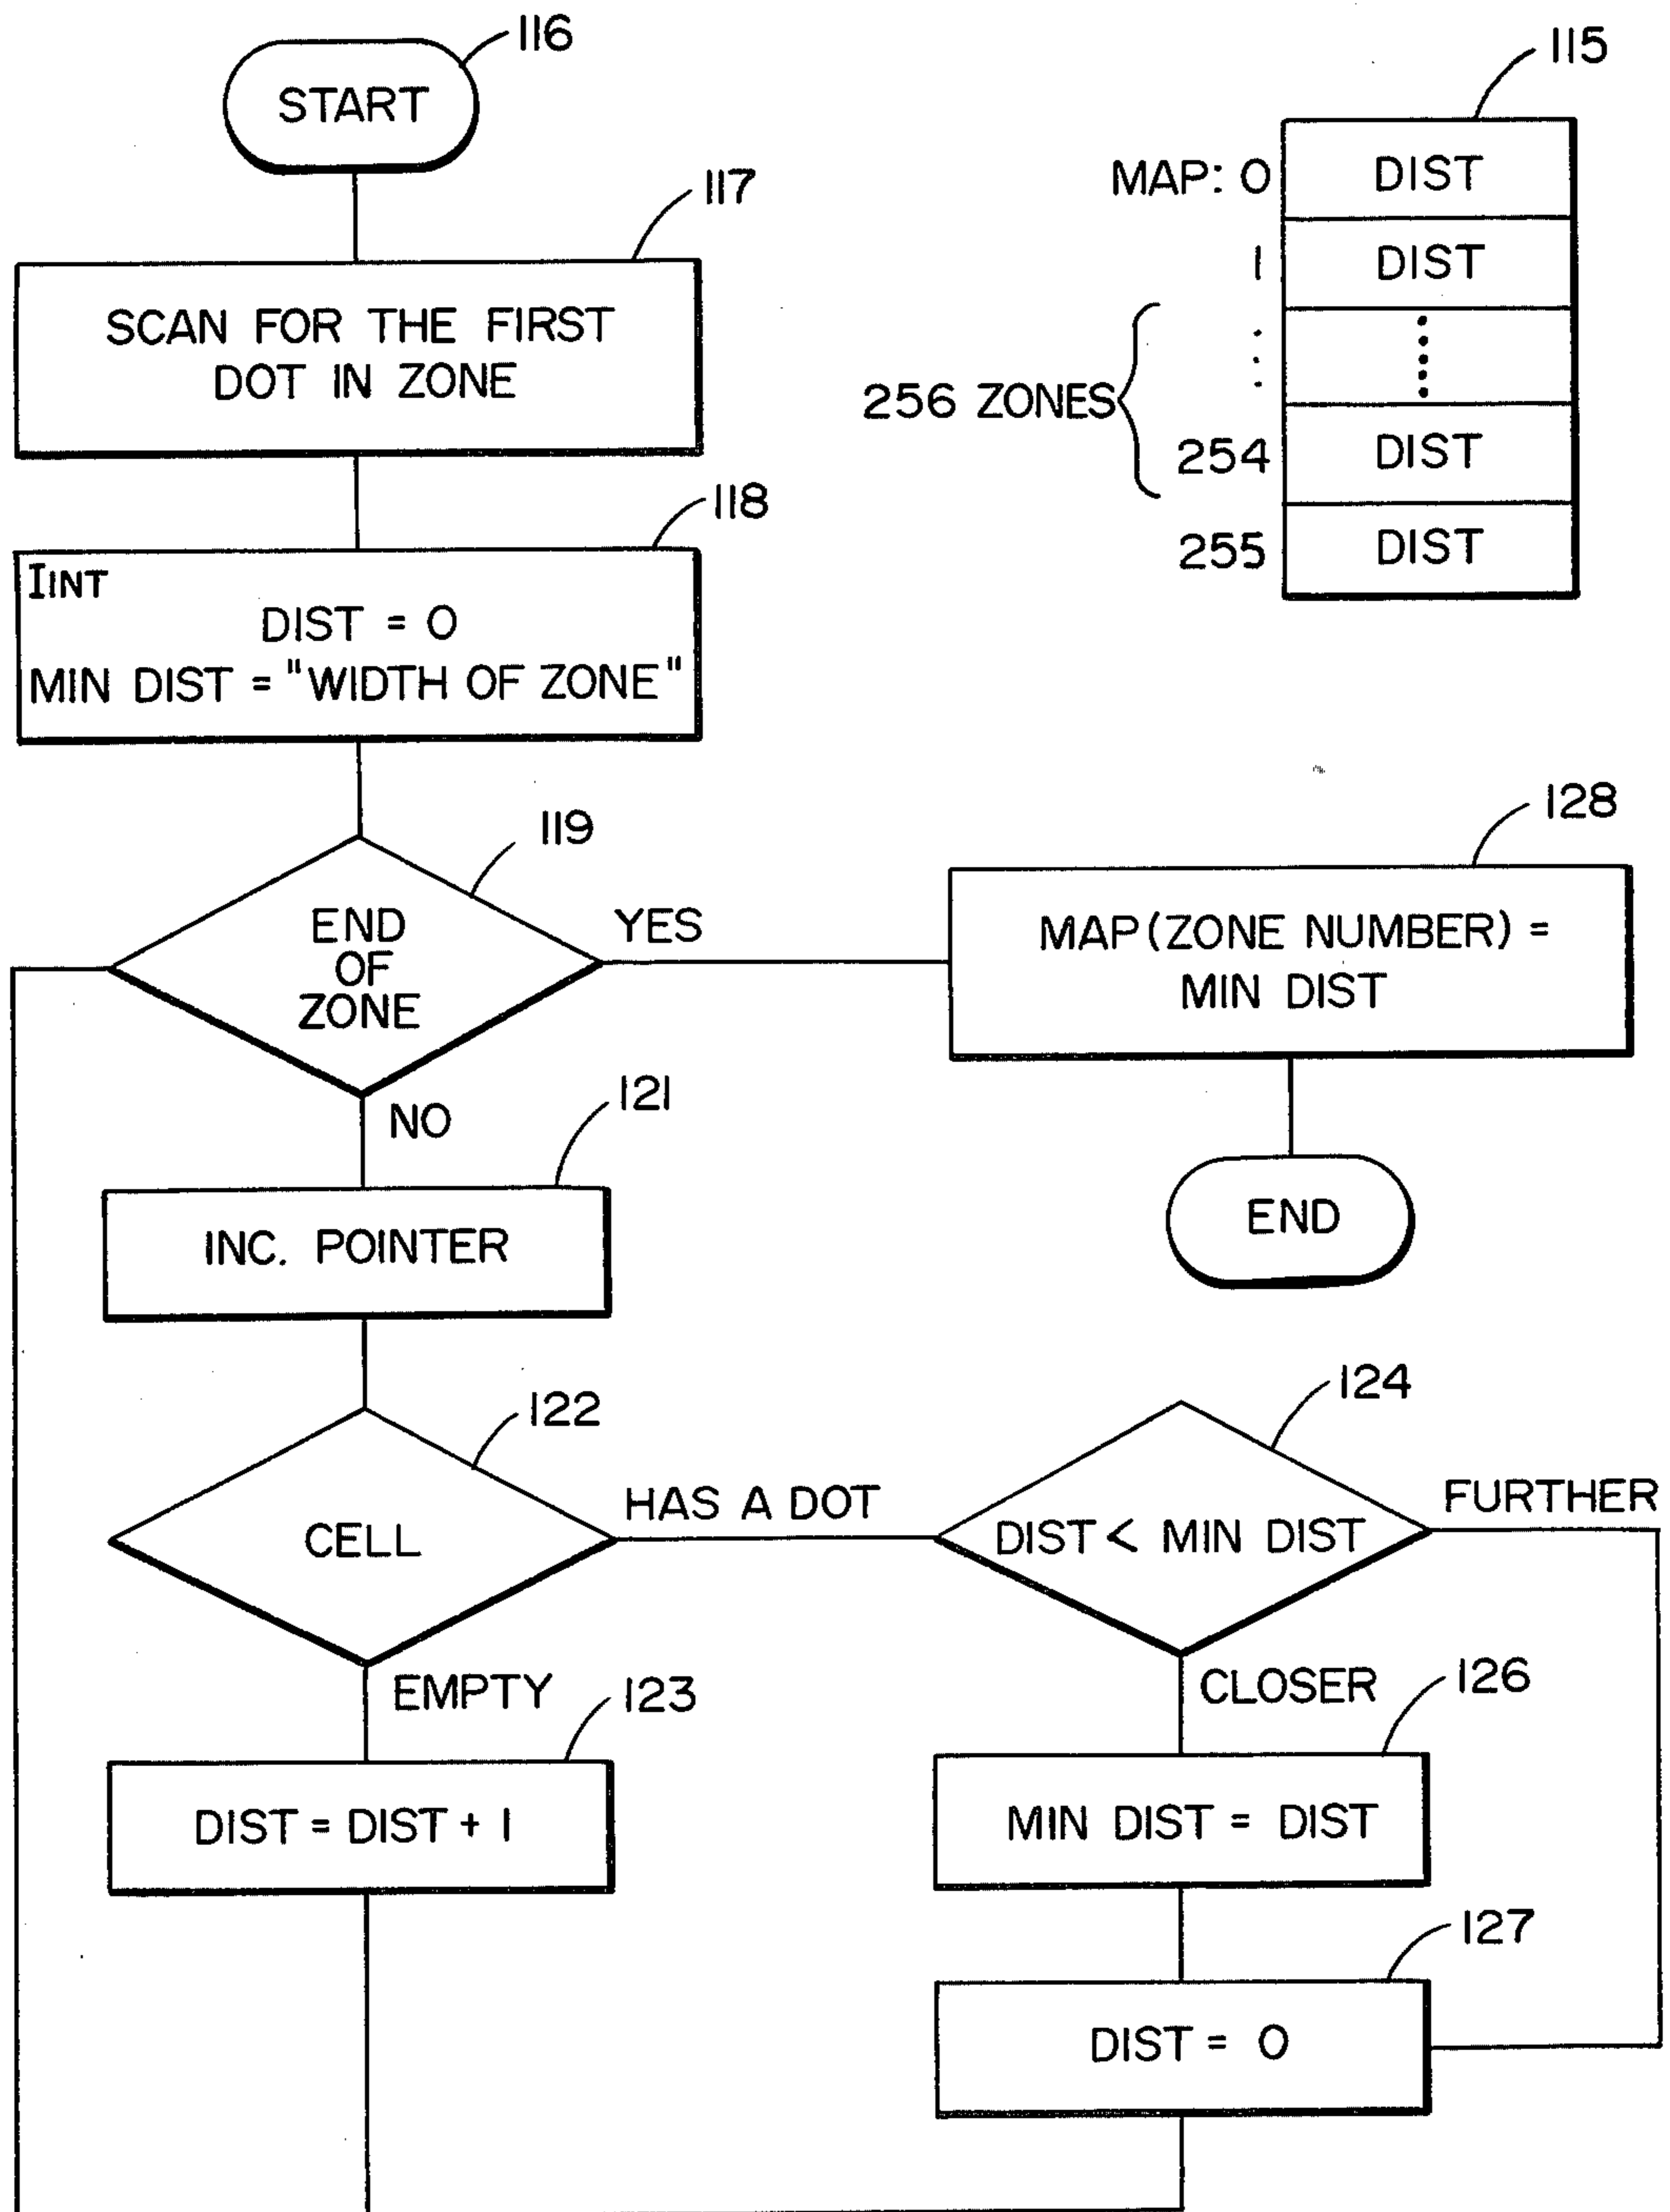 116
START
117
SCAN FOR THE FIRST
DOT IN ZONE
118
IINT
DIST = 0
MIN DIST = "WIDTH OF ZONE"
115
MAP: 0 DIST
1 DIST
256 ZONES
254 DIST
255 DIST
119
END
OF
ZONE
YES
NO
128
MAP (ZONE NUMBER) =
MIN DIST
END
121
INC. POINTER
122
CELL
HAS A DOT
EMPTY
123
DIST = DIST + 1
124
DIST < MIN DIST
FURTHER
CLOSER
126
MIN DIST = DIST
127
DIST = 0